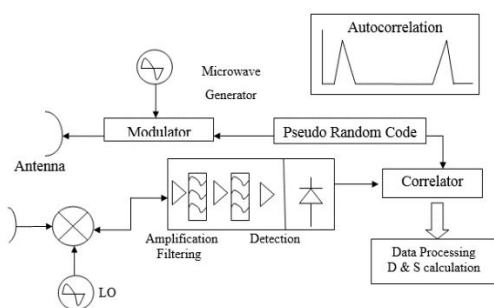 Autocorrelation
Microwave
Generator
Modulator
Pseudo Random Code
Antenna
Correlator
Amplification
Filtering
Detection
LO
Data Processing
D & S calculation